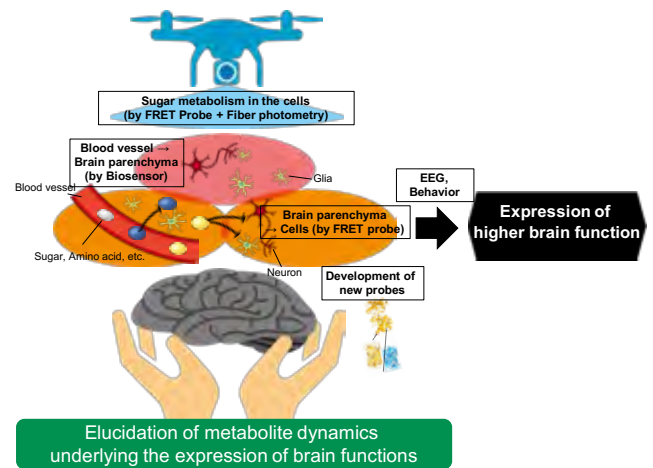 Sugar metabolism in the cells
(by FRET Probe + Fiber photometry)
Blood vessel →
Brain parenchyma
(by Biosensor)
Glia
Blood vessel
EEG,
Behavior
Expression of
higher brain function
Brain parenchyma
→ Cells (by FRET probe)
Sugar, Amino acid, etc.
Neuron
Development of
new probes
Elucidation of metabolite dynamics
underlying the expression of brain functions